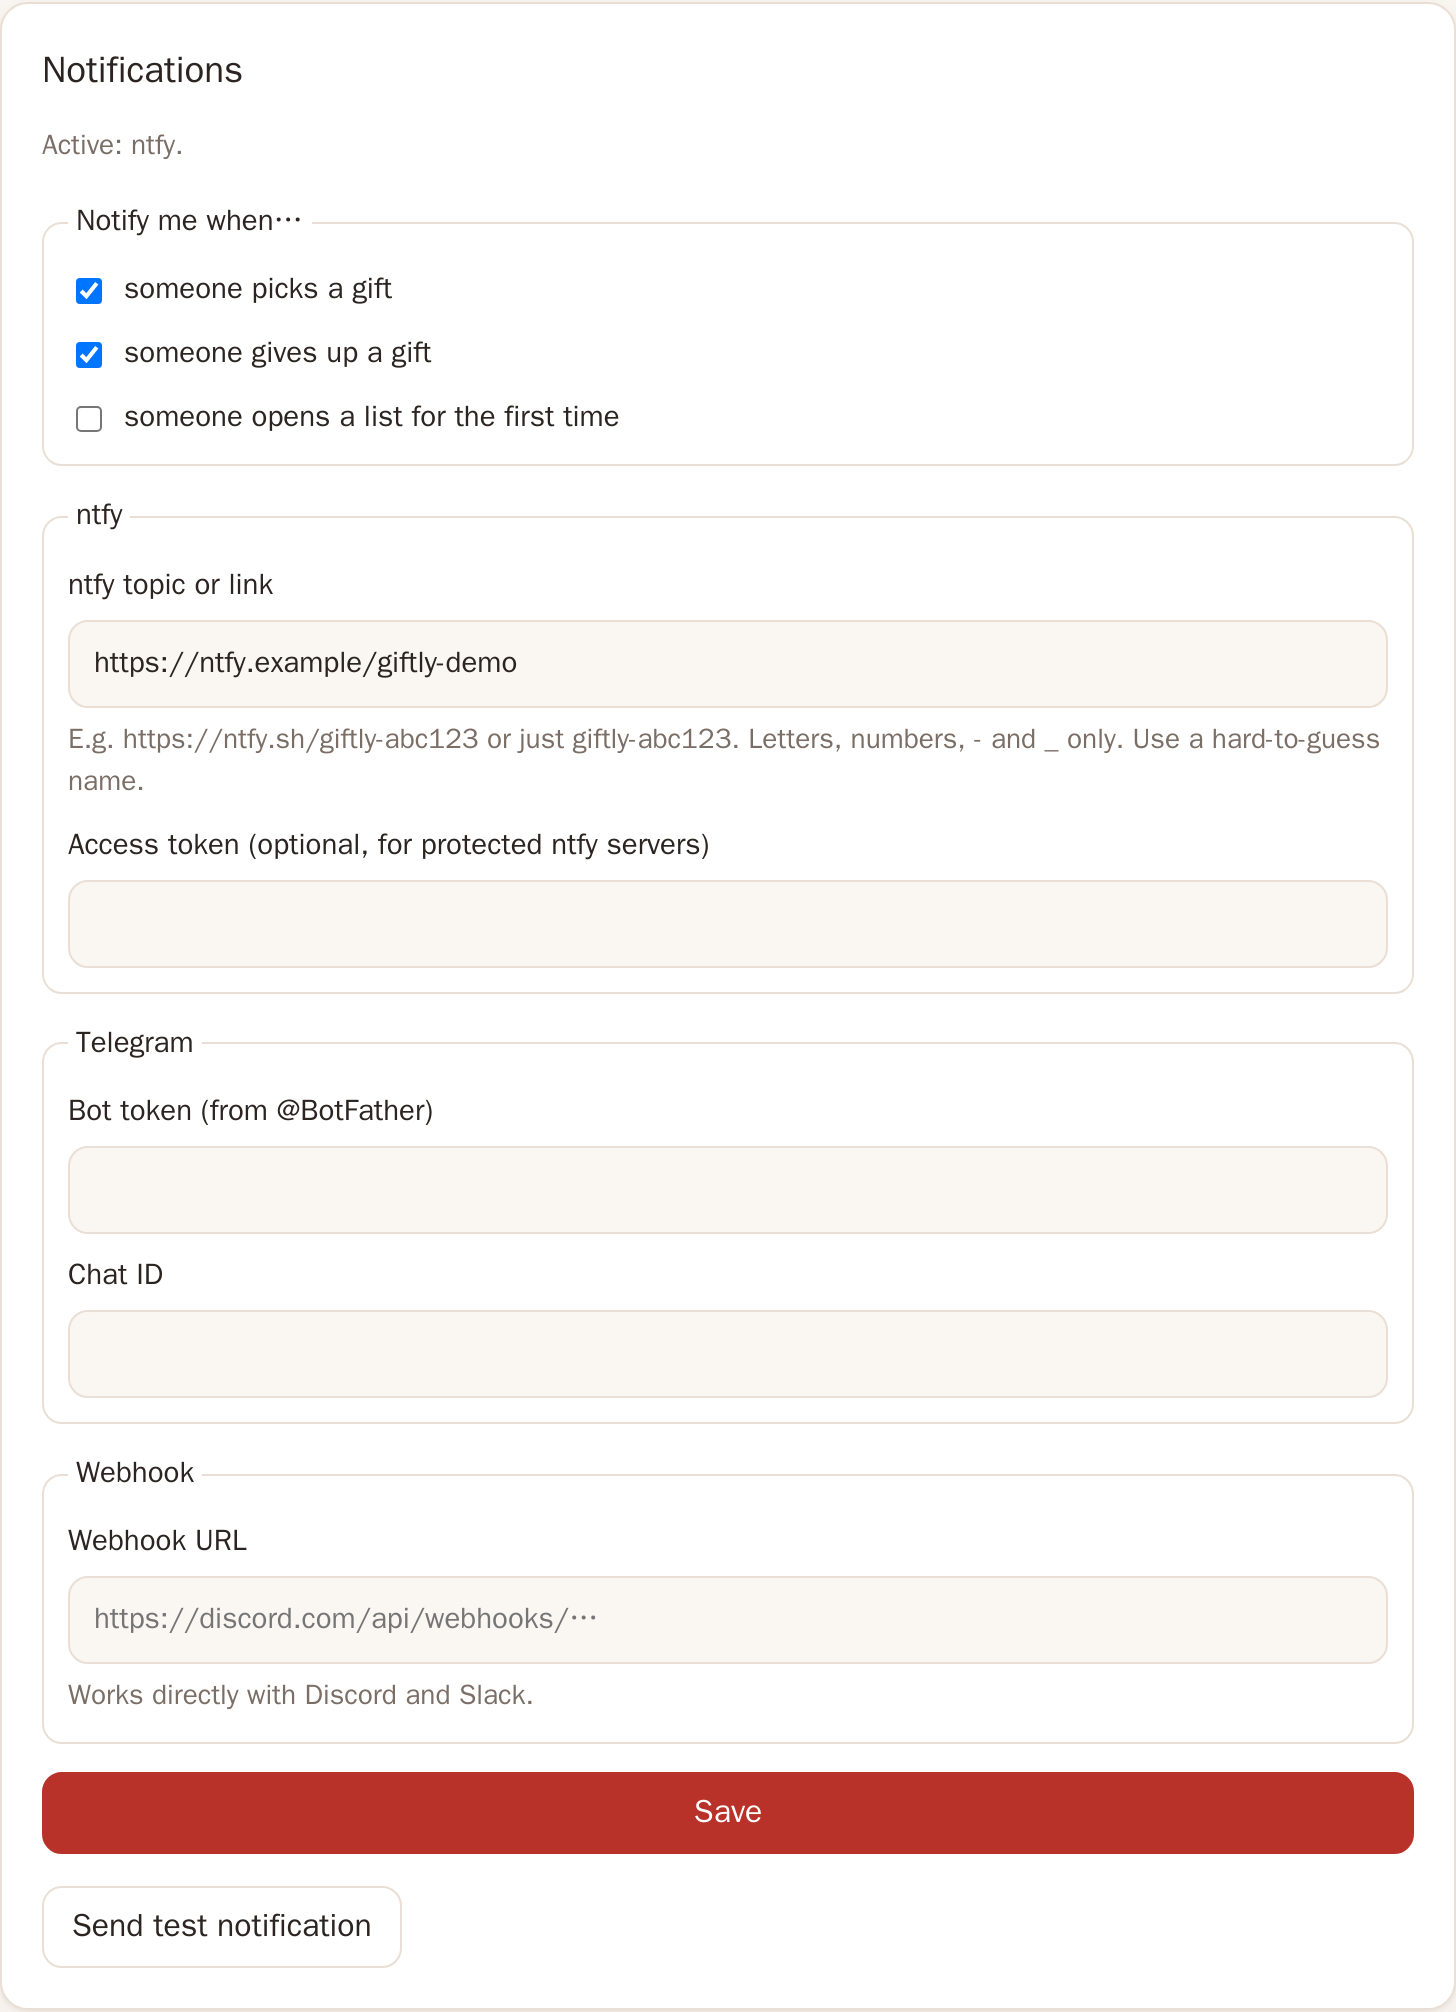 Notifications
Active: ntfy.
Notify me when…
someone picks a gift
someone gives up a gift
someone opens a list for the first time
ntfy
ntfy topic or link
https://ntfy.example/giftly-demo
E.g. https://ntfy.sh/giftly-abc123 or just giftly-abc123. Letters, numbers, - and _ only. Use a hard-to-guess
name.
Access token (optional, for protected ntfy servers)
Telegram
Bot token (from @BotFather)
Chat ID
Webhook
Webhook URL
https://discord.com/api/webhooks/…
Works directly with Discord and Slack.
Save
Send test notification